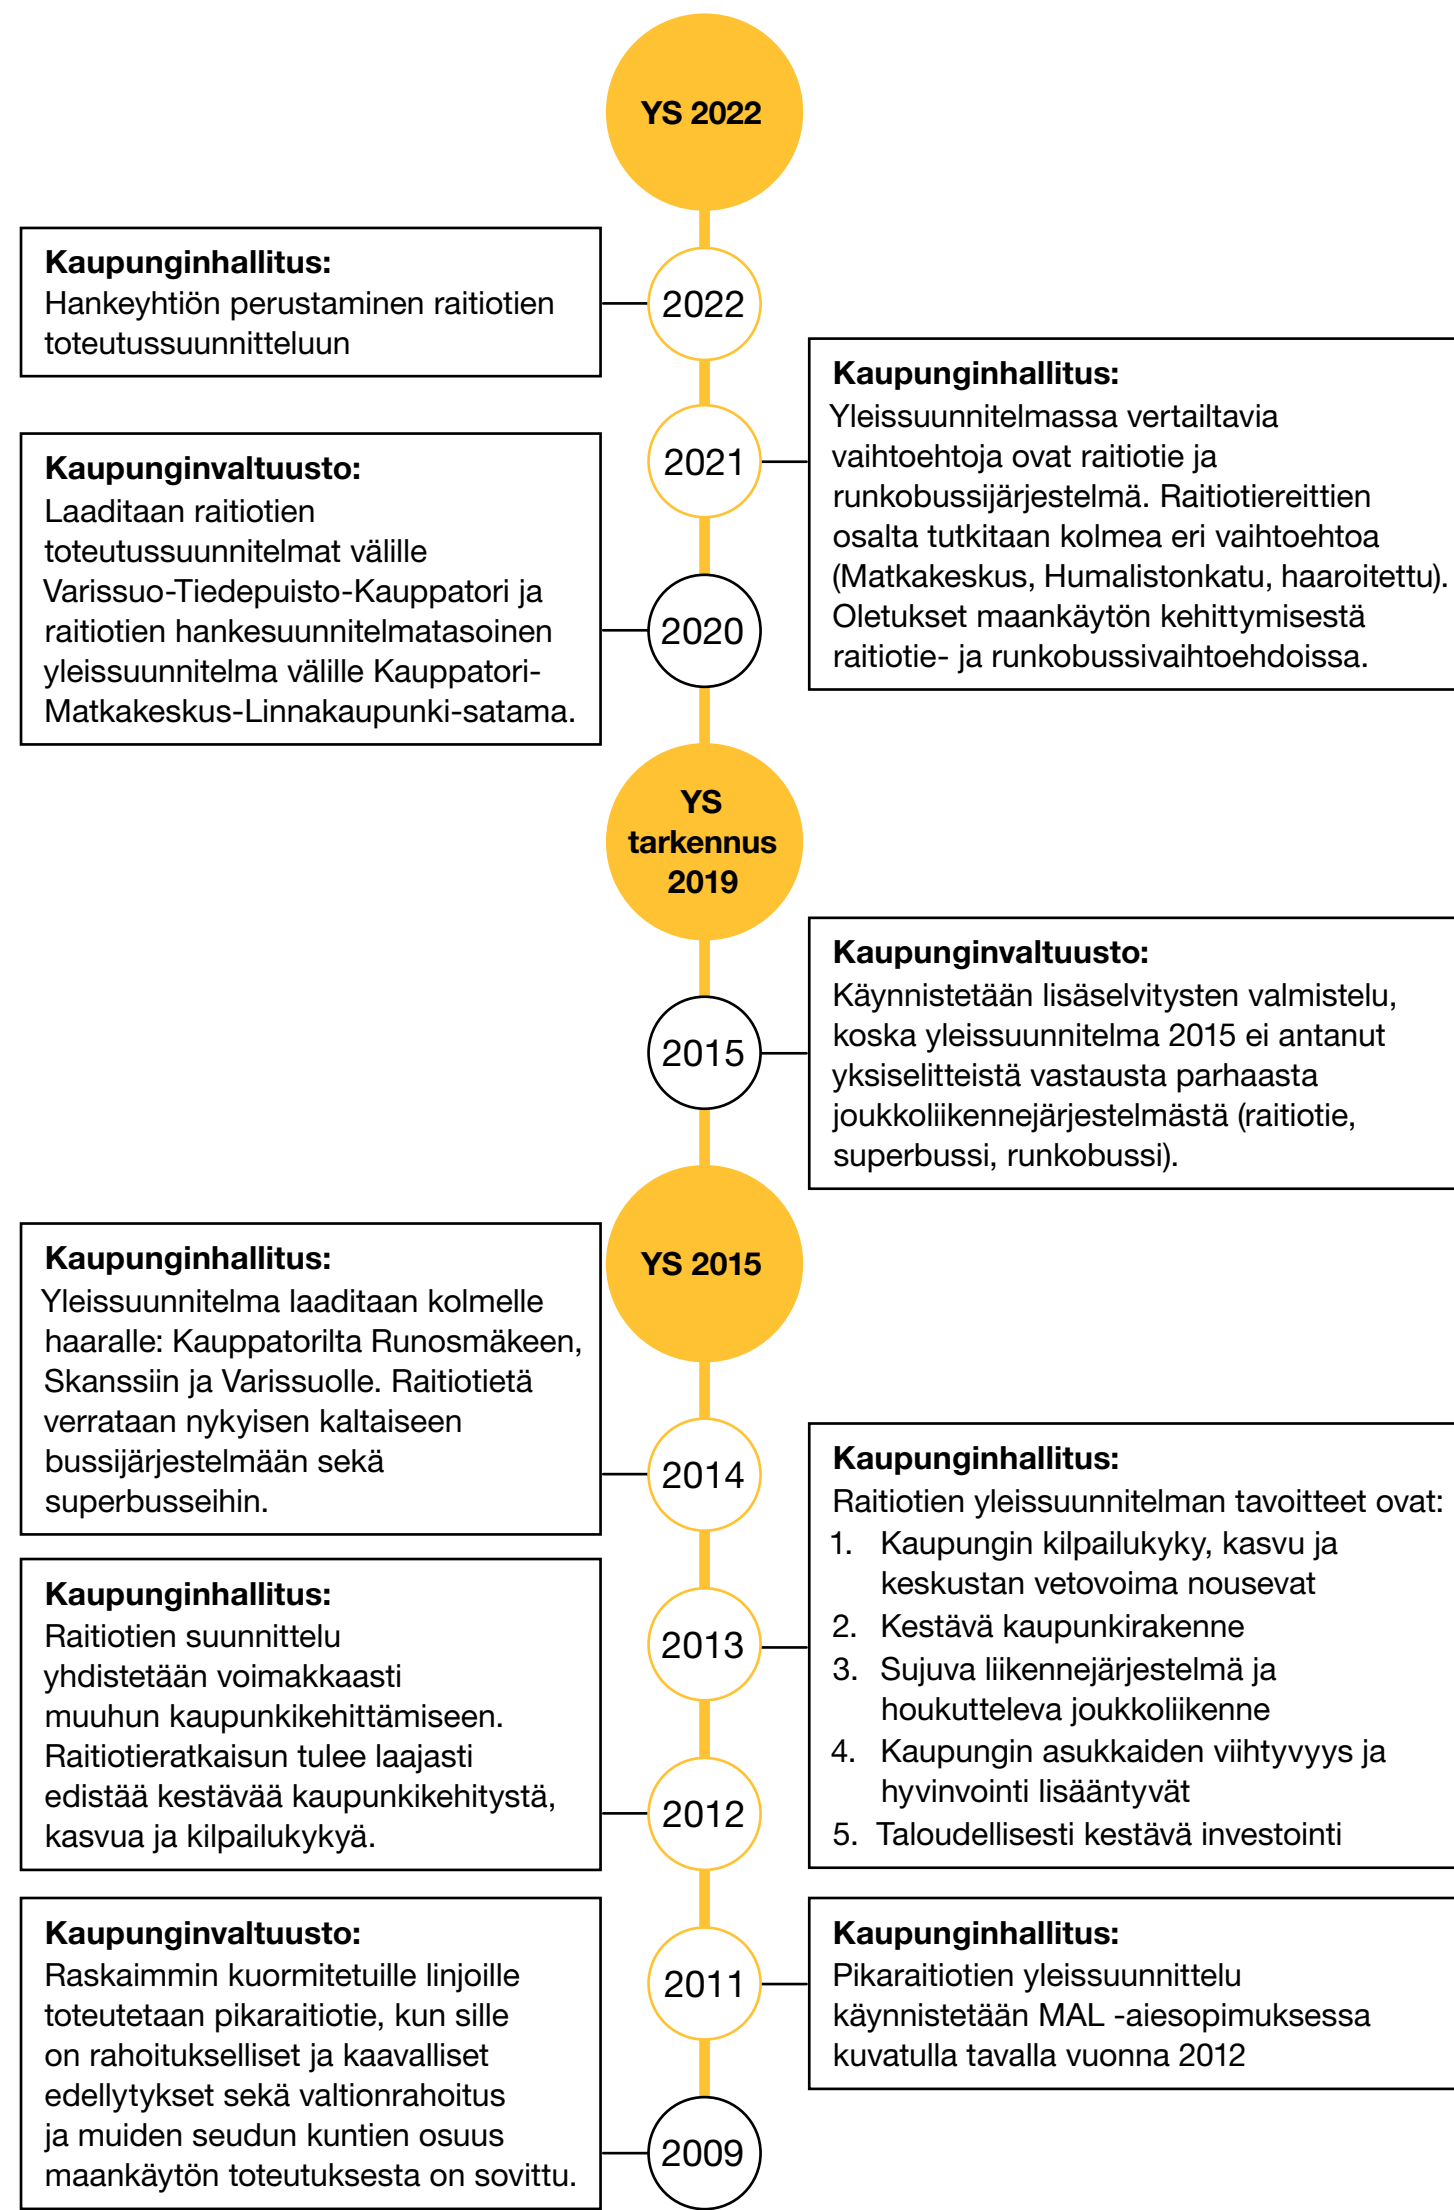 YS 2022
Kaupunginhallitus:
Hankeyhtiön perustaminen raitiotien
toteutussuunnitteluun
2022
Kaupunginhallitus:
Yleissuunnitelmassa vertailtavia
vaihtoehtoja ovat raitiotie ja
runkobussijärjestelmä. Raitiotiereittien
osalta tutkitaan kolmea eri vaihtoehtoa
(Matkakeskus, Humalistonkatu, haaroitettu).
Oletukset maankäytön kehittymisestä
raitiotie- ja runkobussivaihtoehdoissa.
2021
Kaupunginvaltuusto:
Laaditaan raitiotien
toteutussuunnitelmat välille
Varissuo-Tiedepuisto-Kauppatori ja
raitiotien hankesuunnitelmatasoinen
yleissuunnitelma välille Kauppatori-
Matkakeskus-Linnakaupunki-satama.
2020
YS
tarkennus
2019
Kaupunginvaltuusto:
Käynnistetään lisäselvitysten valmistelu,
koska yleissuunnitelma 2015 ei antanut
yksiselitteistä vastausta parhaasta
joukkoliikennejärjestelmästä (raitiotie,
superbussi, runkobussi).
2015
YS 2015
Kaupunginhallitus:
Yleissuunnitelma laaditaan kolmelle
haaralle: Kauppatorilta Runosmäkeen,
Skanssiin ja Varissuolle. Raitiotietä
verrataan nykyisen kaltaiseen
bussijärjestelmään sekä
superbusseihin.
2014
Kaupunginhallitus:
Raitiotien yleissuunnitelman tavoitteet ovat:
1. Kaupungin kilpailukyky, kasvu ja
keskustan vetovoima nousevat
2. Kestävä kaupunkirakenne
3. Sujuva liikennejärjestelmä ja
houkutteleva joukkoliikenne
4. Kaupungin asukkaiden viihtyvyys ja
hyvinvointi lisääntyvät
5. Taloudellisesti kestävä investointi
2013
Kaupunginhallitus:
Raitiotien suunnittelu
yhdistetään voimakkaasti
muuhun kaupunkikehittämiseen.
Raitiotieratkaisun tulee laajasti
edistää kestävää kaupunkikehitystä,
kasvua ja kilpailukykyä.
2012
Kaupunginhallitus:
Pikaraitiotien yleissuunnittelu
käynnistetään MAL -aiesopimuksessa
kuvatulla tavalla vuonna 2012
2011
Kaupunginvaltuusto:
Raskaimmin kuormitetuille linjoille
toteutetaan pikaraitiotie, kun sille
on rahoitukselliset ja kaavalliset
edellytykset sekä valtionrahoitus
ja muiden seudun kuntien osuus
maankäytön toteutuksesta on sovittu.
2009